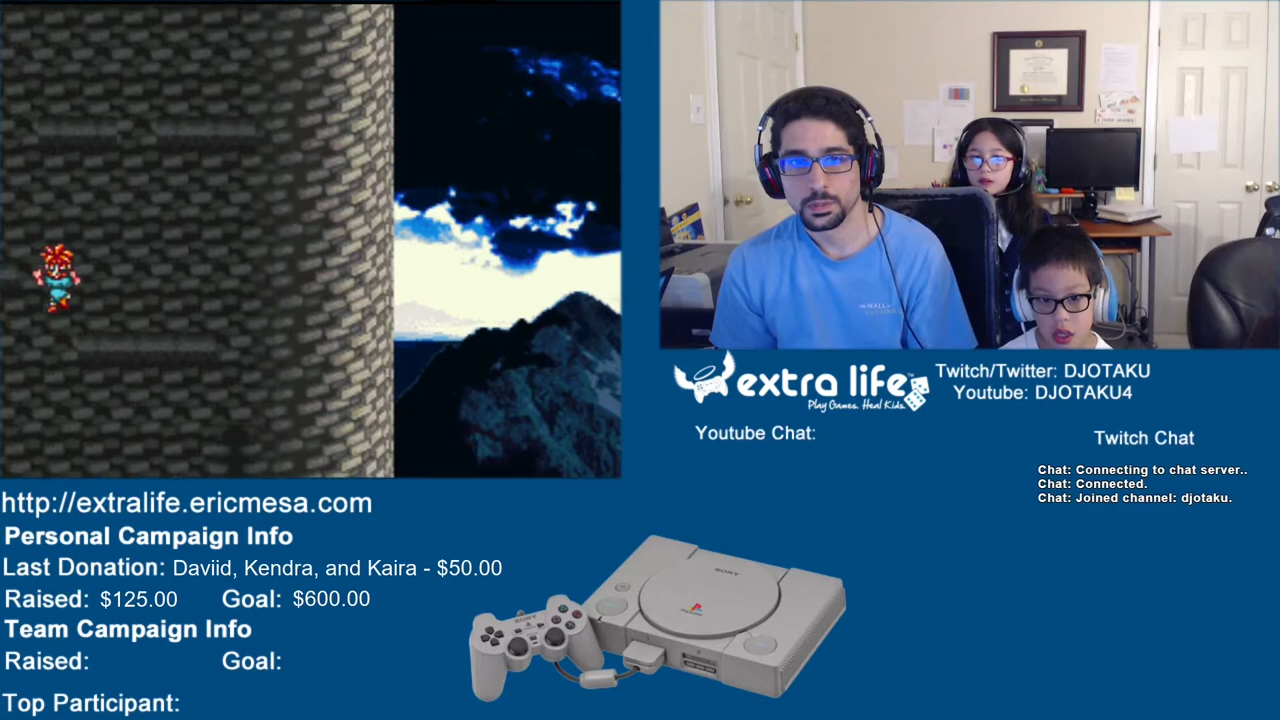 extra life
Play Games. Heal Kids.
Twitch/Twitter: DJOTAKU
Youtube: DJOTAKU4
Youtube Chat:
Twitch Chat
Chat: Connecting to chat server..
Chat: Connected.
Chat: Joined channel: djotaku.
http://extralife.ericmesa.com
Personal Campaign Info
Last Donation: Daviid, Kendra, and Kaira - $50.00
Raised: $125.00 Goal: $600.00
Team Campaign Info
Raised: Goal:
Top Participant:
SONY
SONY